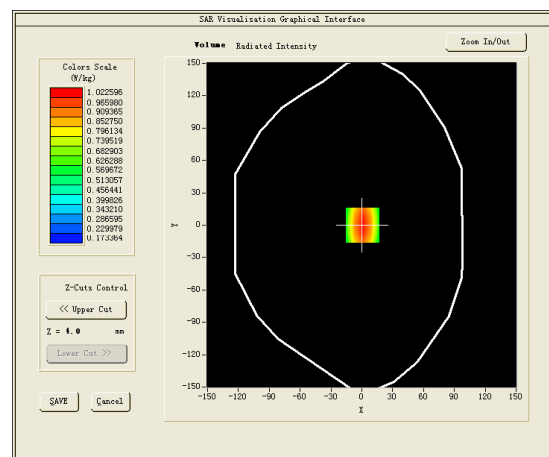 SAR Visualisation Graphical Interface
Volume Radiated Intensity
Zoom In/Out
Colors Scale
(W/kg)
1.022596
0.965980
0.909365
0.852750
0.796134
0.739519
0.682903
0.626288
0.569672
0.513057
0.456441
0.399826
0.343210
0.286595
0.229979
0.173364
Z-Cuts Control
<< Upper Cut
Z = 4.0 mm
Lower Cut >>
SAVE Cancel
150
120
90
60
30
0
-30
-60
-90
-120
-150
Y
-150 -120 -90 -60 -30 0 30 60 90 120 150
X